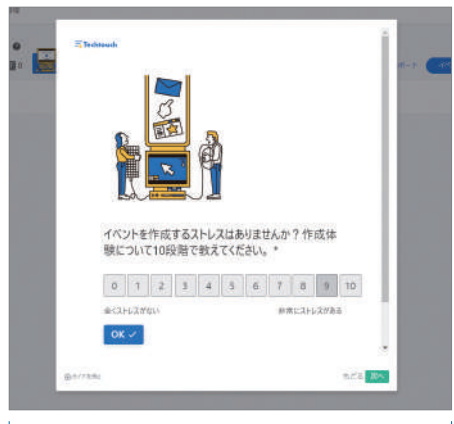 Techtouch
イベントを作成するストレスはありますか？作成体
験について10段階で教えてください。*
0 1 2 3 4 5 6 7 8 9 10
全くストレスがない 非常にストレスがある
OK ✓
もどる 次へ